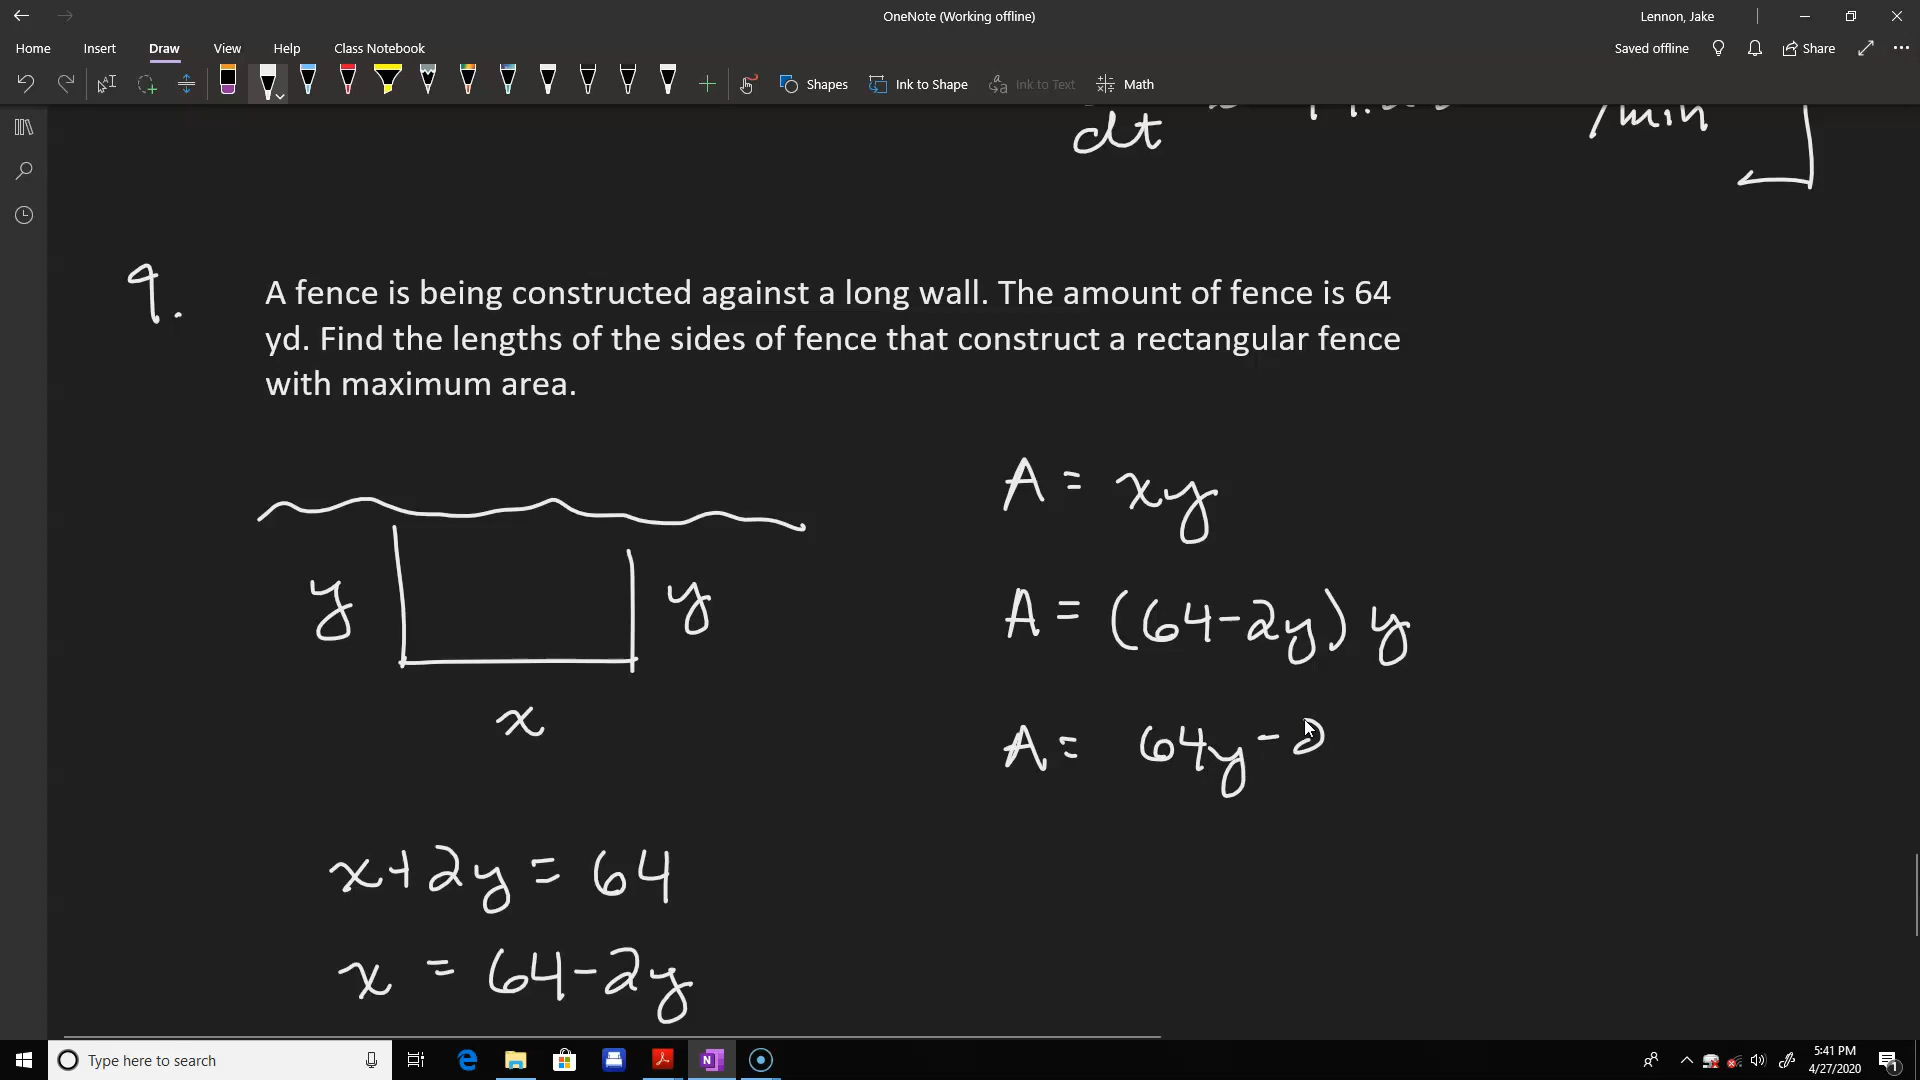 OneNote (Working offline)
Lennon, Jake
Home Insert Draw View Help Class Notebook
Saved offline Share
Shapes Ink to Shape Ink to Text Math
dt /min
9.
A fence is being constructed against a long wall. The amount of fence is 64
yd. Find the lengths of the sides of fence that construct a rectangular fence
with maximum area.
A = xy
y y
A = (64-2y) y
x
A = 64y - 2
x+2y = 64
x = 64-2y
Type here to search
5:41 PM
4/27/2020
1